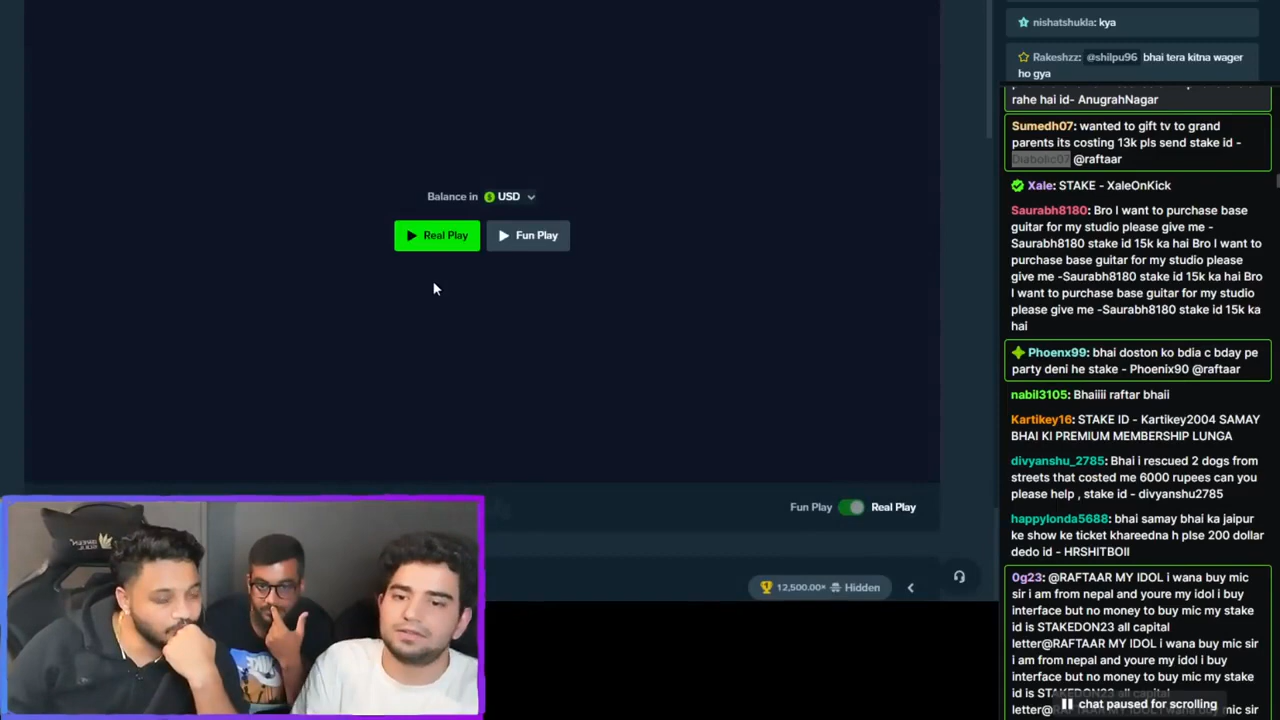 Balance in USD
Real Play
Fun Play
Fun Play Real Play
12,500.00× Hidden
nishatshukla: kya
Rakeshzz: @shilpu96 bhai tera kitna wager
ho gya
rahe hai id- AnugrahNagar
Sumedh07: wanted to gift tv to grand
parents its costing 13k pls send stake id -
Diabolic07 @raftaar
Xale: STAKE - XaleOnKick
Saurabh8180: Bro I want to purchase base
guitar for my studio please give me -
Saurabh8180 stake id 15k ka hai Bro I want to
purchase base guitar for my studio please
give me -Saurabh8180 stake id 15k ka hai Bro
I want to purchase base guitar for my studio
please give me -Saurabh8180 stake id 15k ka
hai
Phoenx99: bhai doston ko bdia c bday pe
party deni he stake - Phoenix90 @raftaar
nabil3105: Bhaiiii raftar bhaii
Kartikey16: STAKE ID - Kartikey2004 SAMAY
BHAI KI PREMIUM MEMBERSHIP LUNGA
divyanshu_2785: Bhai i rescued 2 dogs from
streets that costed me 6000 rupees can you
please help , stake id - divyanshu2785
happylonda5688: bhai samay bhai ka jaipur
ke show ke ticket khareedna h plse 200 dollar
dedo id - HRSHITBOII
0g23: @RAFTAAR MY IDOL i wana buy mic
sir i am from nepal and youre my idol i buy
interface but no money to buy mic my stake
id is STAKEDON23 all capital
letter@RAFTAAR MY IDOL i wana buy mic sir
i am from nepal and youre my idol i buy
interface but no money to buy mic my stake
id is STAKEDON23 all capital
chat paused for scrolling